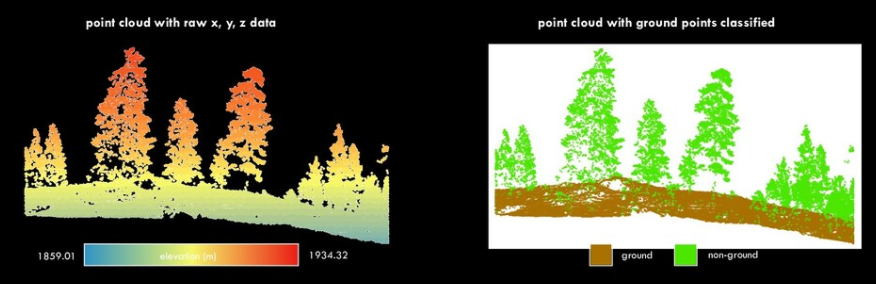 point cloud with raw x, y, z data
point cloud with ground points classified
1859.01
elevation (m)
1934.32
ground
non-ground